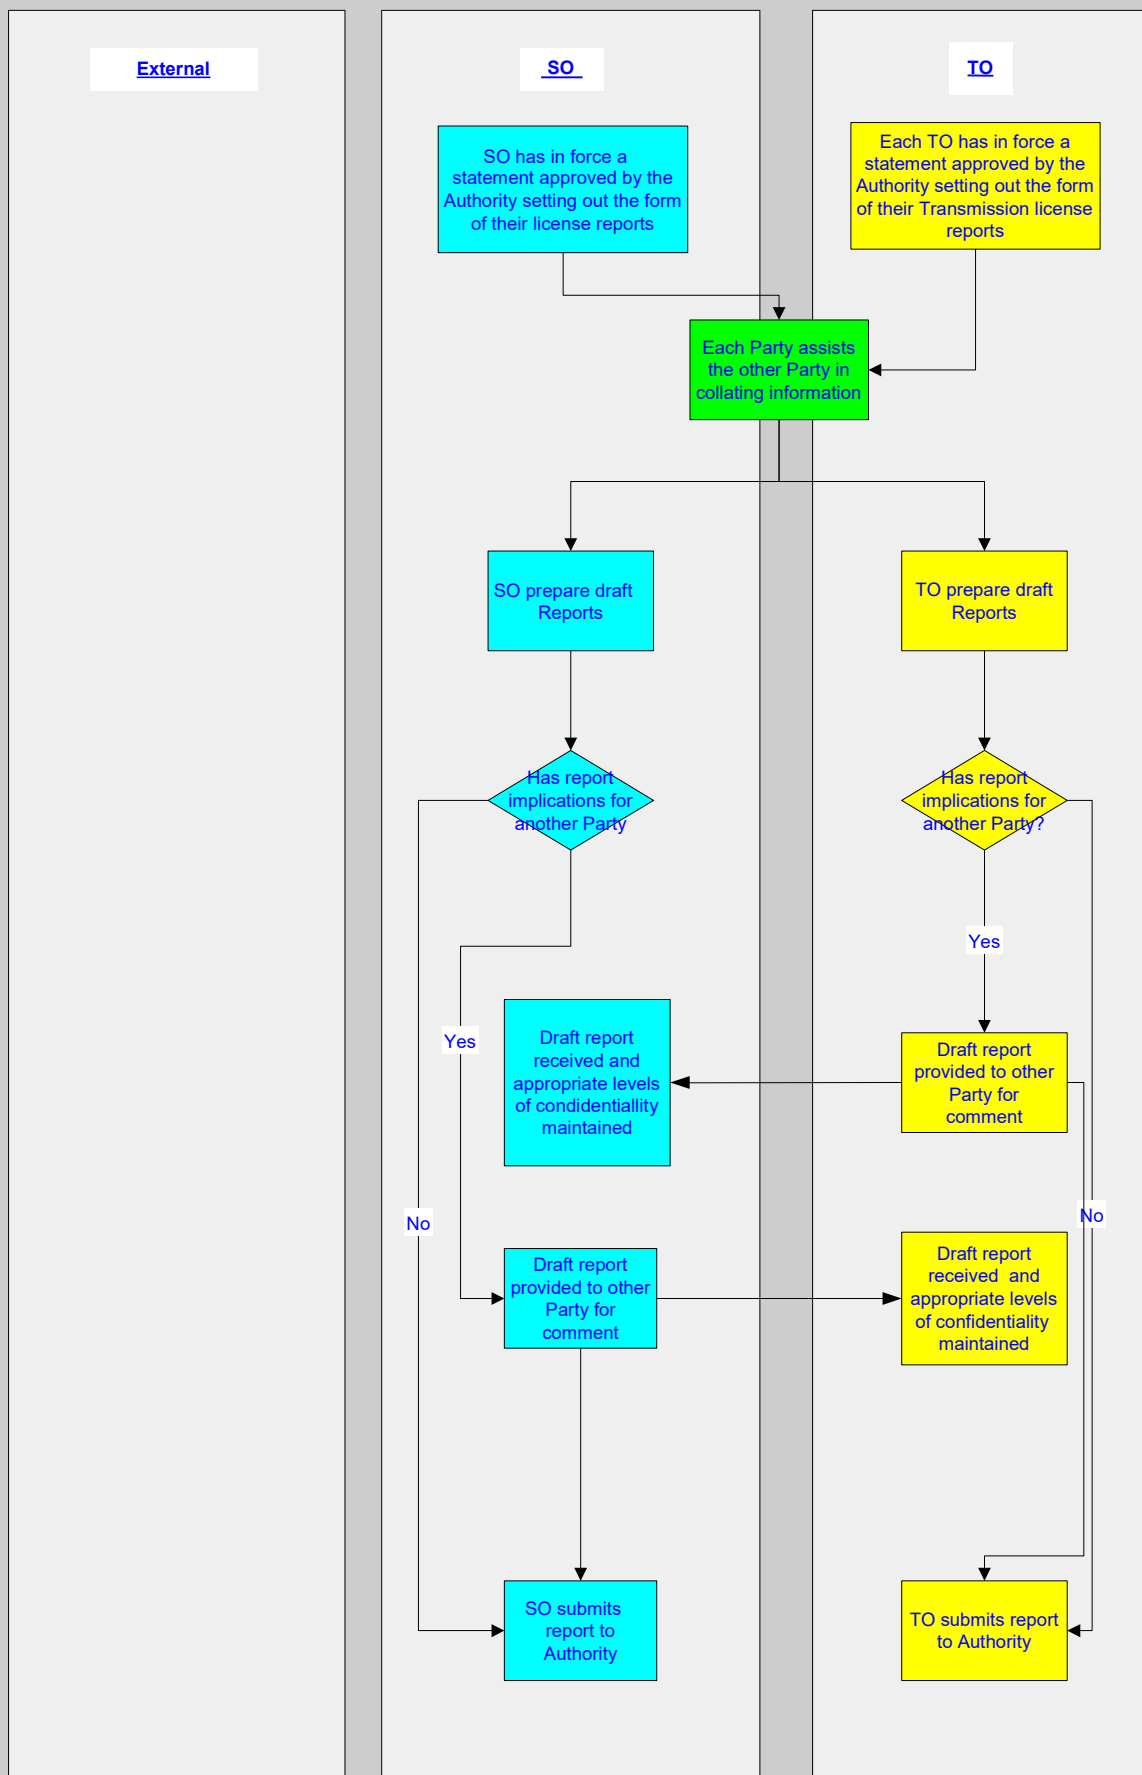 External
SO
TO
SO has in force a
statement approved by the
Authority setting out the form
of their license reports
Each TO has in force a
statement approved by the
Authority setting out the form
of their Transmission license
reports
Each Party assists
the other Party in
collating information
SO prepare draft
Reports
TO prepare draft
Reports
Has report
implications for
another Party
Has report
implications for
another Party?
Yes
Yes
Draft report
received and
appropriate levels
of condidentiallity
maintained
Draft report
provided to other
Party for
comment
No
No
Draft report
provided to other
Party for
comment
Draft report
received  and
appropriate levels
of confidentiality
maintained
SO submits
report to
Authority
TO submits report
to Authority